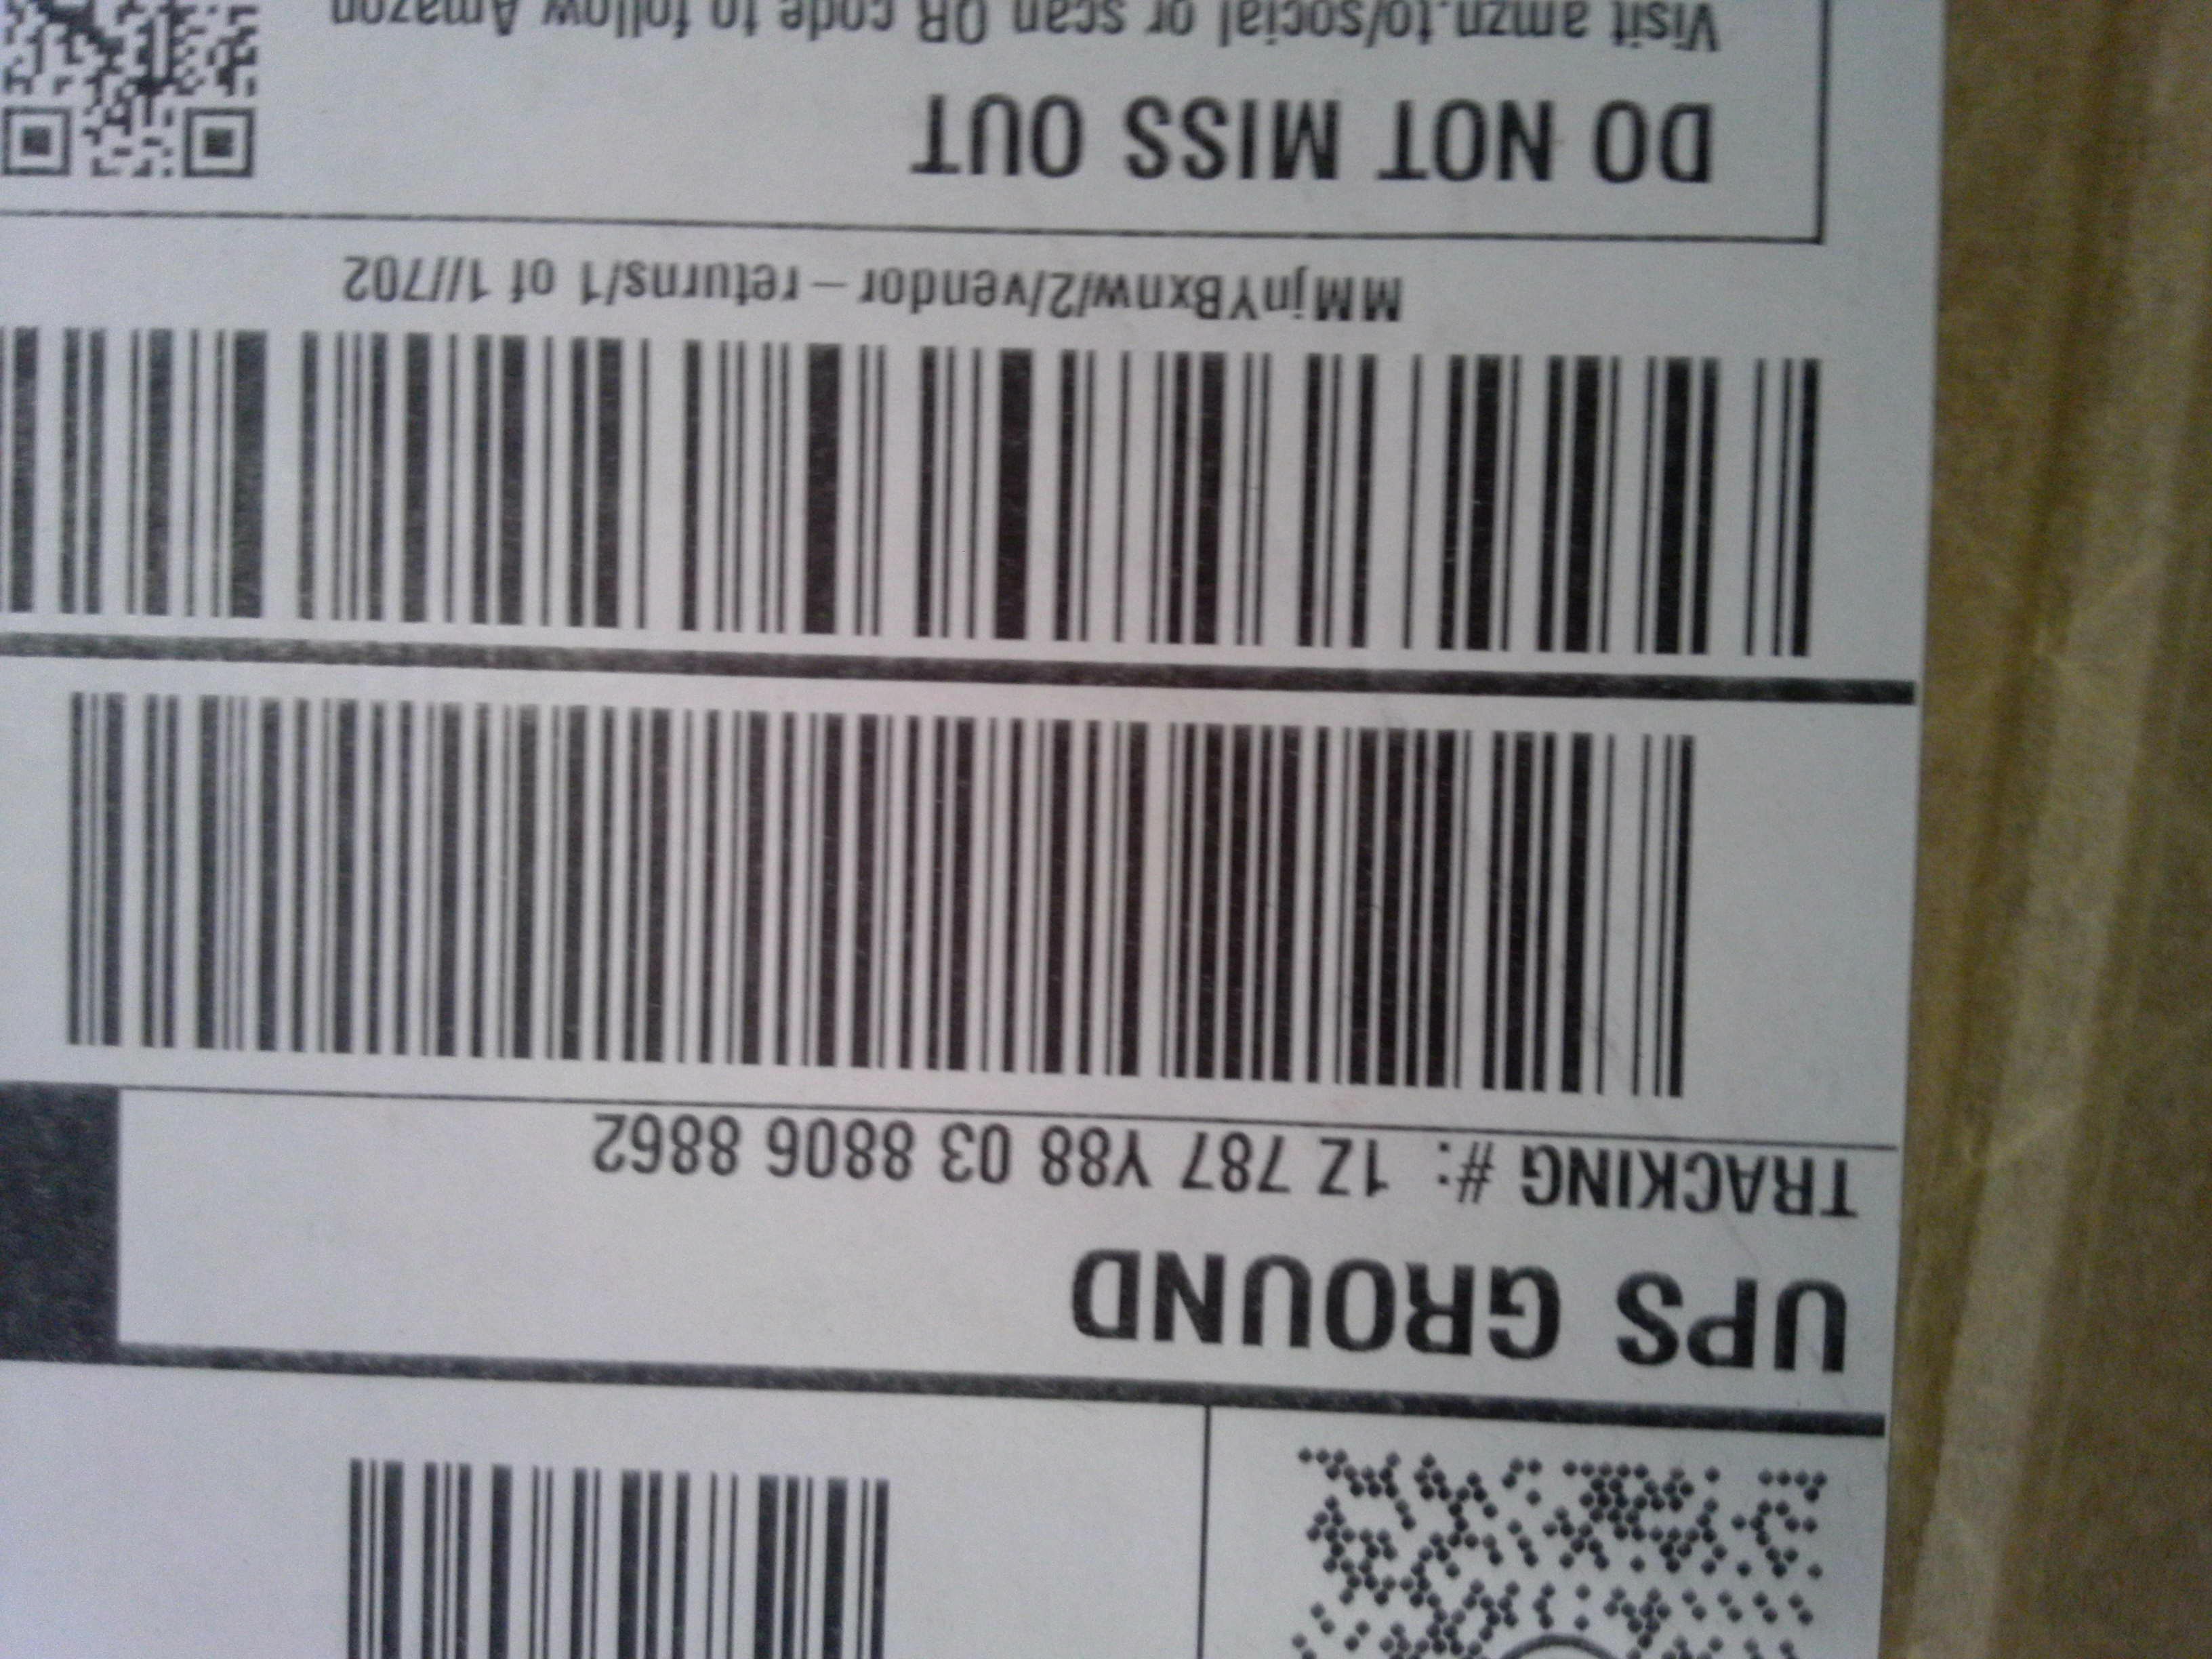 UPS GROUND
TRACKING #: 1Z 787 Y88 03 8806 8862
MMjnYBxnw/2/vendor-returns/1 of 1//702
DO NOT MISS OUT
Visit amzn.to/social or scan QR code to follow Amazon